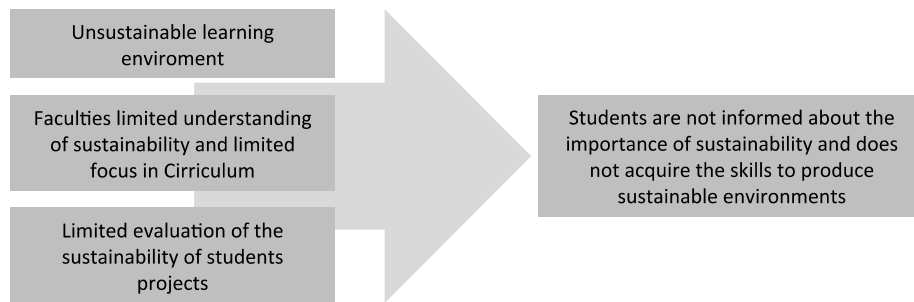 Unsustainable learning
enviroment
Faculties limited understanding
of sustainability and limited
focus in Cirriculum
Limited evaluation of the
sustainability of students
projects
Students are not informed about the
importance of sustainability and does
not acquire the skills to produce
sustainable environments